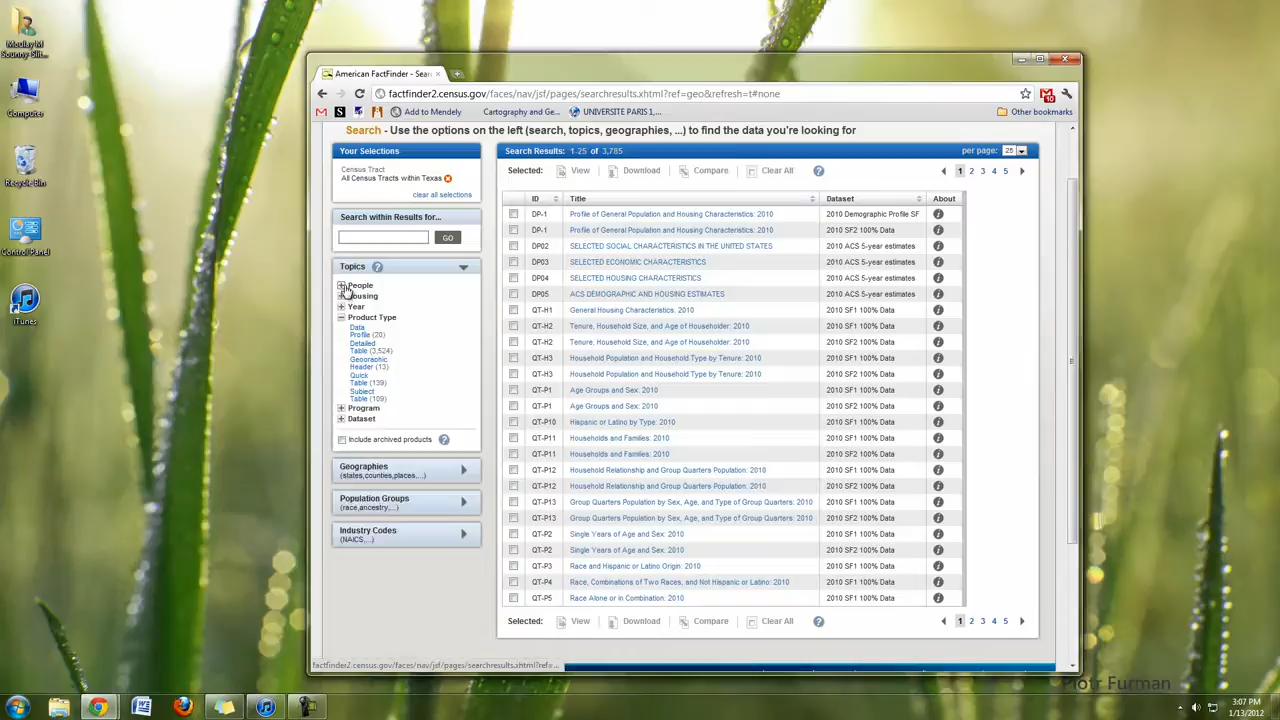 Moulay M
Sounny-Slit...
Computer
Recycle Bin
Control Panel
iTunes
American FactFinder - Sear
factfinder2.census.gov/faces/nav/jsf/pages/searchresults.xhtml?ref=geo&refresh=t#none
10
Add to Mendely
Cartography and Ge...
UNIVERSITE PARIS 1,...
Other bookmarks
Search - Use the options on the left (search, topics, geographies, ...) to find the data you're looking for
Your Selections
Census Tract
All Census Tracts within Texas
clear all selections
Search within Results for...
GO
Topics ?
People
Housing
Year
Product Type
Data
Profile (20)
Detailed
Table (3,524)
Geographic
Header (13)
Quick
Table (139)
Subject
Table (109)
Program
Dataset
Include archived products ?
Geographies
(states,counties,places,...)
Population Groups
(race,ancestry,...)
Industry Codes
(NAICS,...)
Search Results: 1-25 of 3,785 per page: 25
Selected: View Download Compare Clear All ? 1 2 3 4 5
ID Title Dataset About
DP-1 Profile of General Population and Housing Characteristics: 2010 2010 Demographic Profile SF
DP-1 Profile of General Population and Housing Characteristics: 2010 2010 SF2 100% Data
DP02 SELECTED SOCIAL CHARACTERISTICS IN THE UNITED STATES 2010 ACS 5-year estimates
DP03 SELECTED ECONOMIC CHARACTERISTICS 2010 ACS 5-year estimates
DP04 SELECTED HOUSING CHARACTERISTICS 2010 ACS 5-year estimates
DP05 ACS DEMOGRAPHIC AND HOUSING ESTIMATES 2010 ACS 5-year estimates
QT-H1 General Housing Characteristics: 2010 2010 SF1 100% Data
QT-H2 Tenure, Household Size, and Age of Householder: 2010 2010 SF1 100% Data
QT-H2 Tenure, Household Size, and Age of Householder: 2010 2010 SF2 100% Data
QT-H3 Household Population and Household Type by Tenure: 2010 2010 SF1 100% Data
QT-H3 Household Population and Household Type by Tenure: 2010 2010 SF2 100% Data
QT-P1 Age Groups and Sex: 2010 2010 SF1 100% Data
QT-P1 Age Groups and Sex: 2010 2010 SF2 100% Data
QT-P10 Hispanic or Latino by Type: 2010 2010 SF1 100% Data
QT-P11 Households and Families: 2010 2010 SF1 100% Data
QT-P11 Households and Families: 2010 2010 SF2 100% Data
QT-P12 Household Relationship and Group Quarters Population: 2010 2010 SF1 100% Data
QT-P12 Household Relationship and Group Quarters Population: 2010 2010 SF2 100% Data
QT-P13 Group Quarters Population by Sex, Age, and Type of Group Quarters: 2010 2010 SF1 100% Data
QT-P13 Group Quarters Population by Sex, Age, and Type of Group Quarters: 2010 2010 SF2 100% Data
QT-P2 Single Years of Age and Sex: 2010 2010 SF1 100% Data
QT-P2 Single Years of Age and Sex: 2010 2010 SF2 100% Data
QT-P3 Race and Hispanic or Latino Origin: 2010 2010 SF1 100% Data
QT-P4 Race, Combinations of Two Races, and Not Hispanic or Latino: 2010 2010 SF1 100% Data
QT-P5 Race Alone or in Combination: 2010 2010 SF1 100% Data
Selected: View Download Compare Clear All ? 1 2 3 4 5
factfinder2.census.gov/faces/nav/jsf/pages/searchresults.xhtml?ref=...
Piotr Furman
3:07 PM
1/13/2012